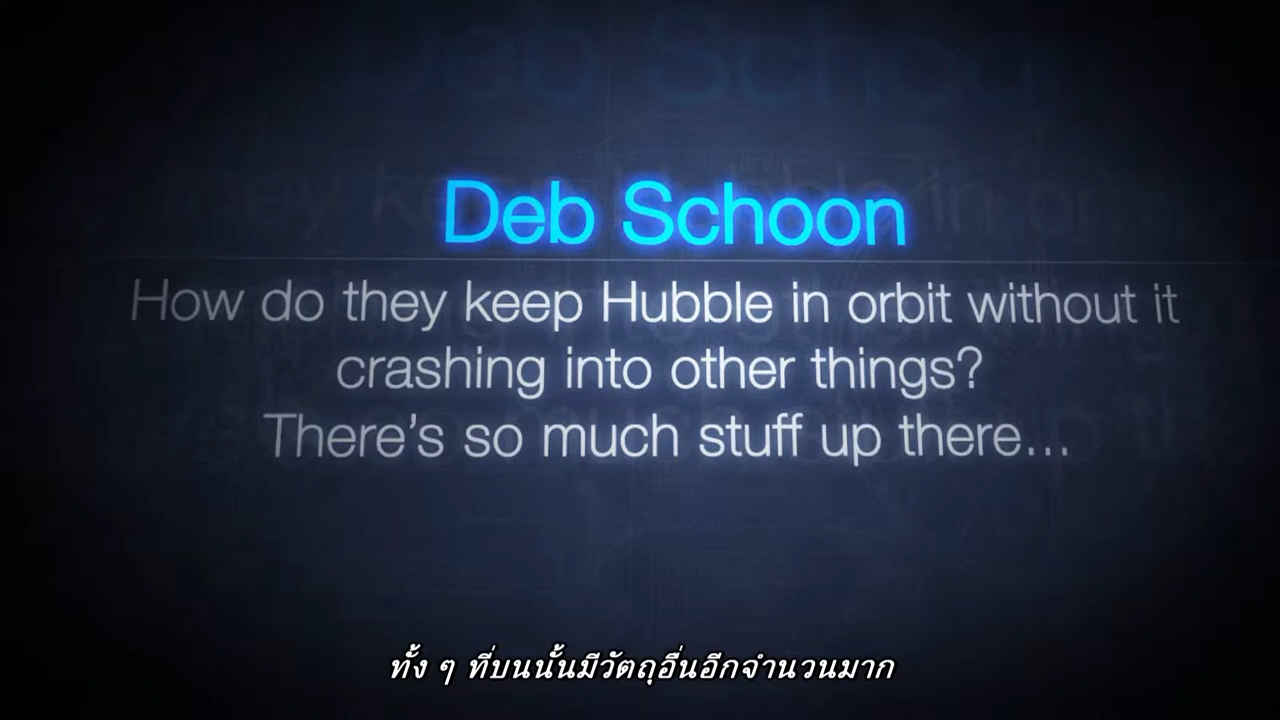 Deb Schoon
How do they keep Hubble in orbit without it
crashing into other things?
There's so much stuff up there...
ทั้ง ๆ ที่บนนั้นมีวัตถุอื่นอีกจำนวนมาก